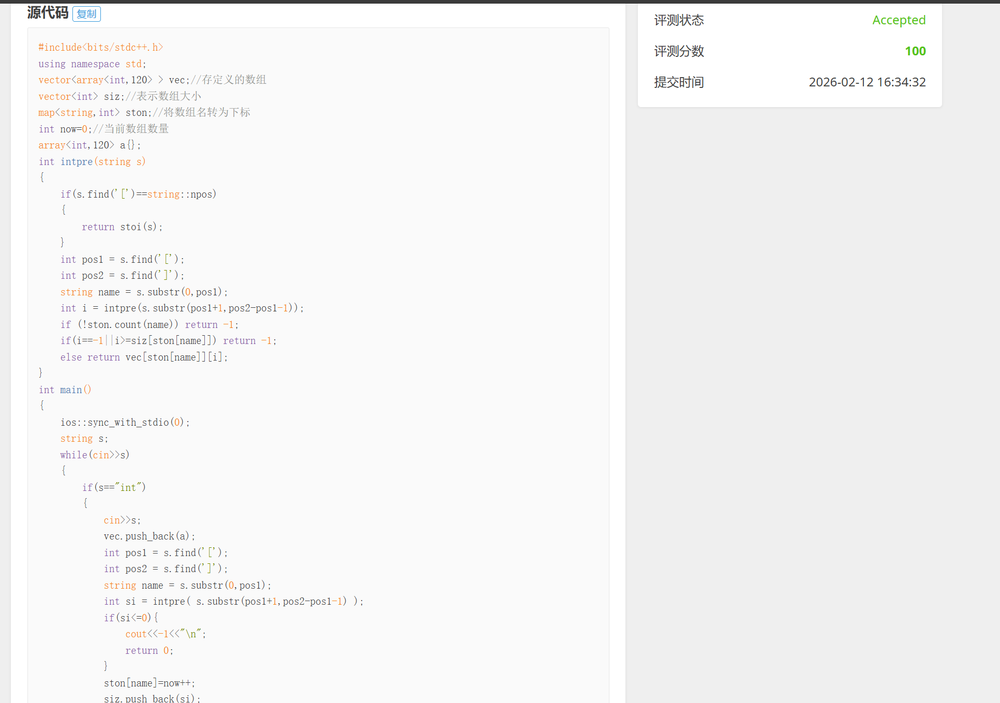 源代码 复制
#include<bits/stdc++.h>
using namespace std;
vector<array<int,120> > vec;//存定义的数组
vector<int> siz;//表示数组大小
map<string,int> ston;//将数组名转为下标
int now=0;//当前数组数量
array<int,120> a{};
int intpre(string s)
{
    if(s.find('[')==string::npos)
    {
        return stoi(s);
    }
    int pos1 = s.find('[');
    int pos2 = s.find(']');
    string name = s.substr(0,pos1);
    int i = intpre(s.substr(pos1+1,pos2-pos1-1));
    if (!ston.count(name)) return -1;
    if(i==-1||i>=siz[ston[name]]) return -1;
    else return vec[ston[name]][i];
}
int main()
{
    ios::sync_with_stdio(0);
    string s;
    while(cin>>s)
    {
        if(s=="int")
        {
            cin>>s;
            vec.push_back(a);
            int pos1 = s.find('[');
            int pos2 = s.find(']');
            string name = s.substr(0,pos1);
            int si = intpre( s.substr(pos1+1,pos2-pos1-1) );
            if(si<=0){
                cout<<-1<<"\n";
                return 0;
            }
            ston[name]=now++;
            siz.push_back(si);
评测状态 Accepted
评测分数 100
提交时间 2026-02-12 16:34:32